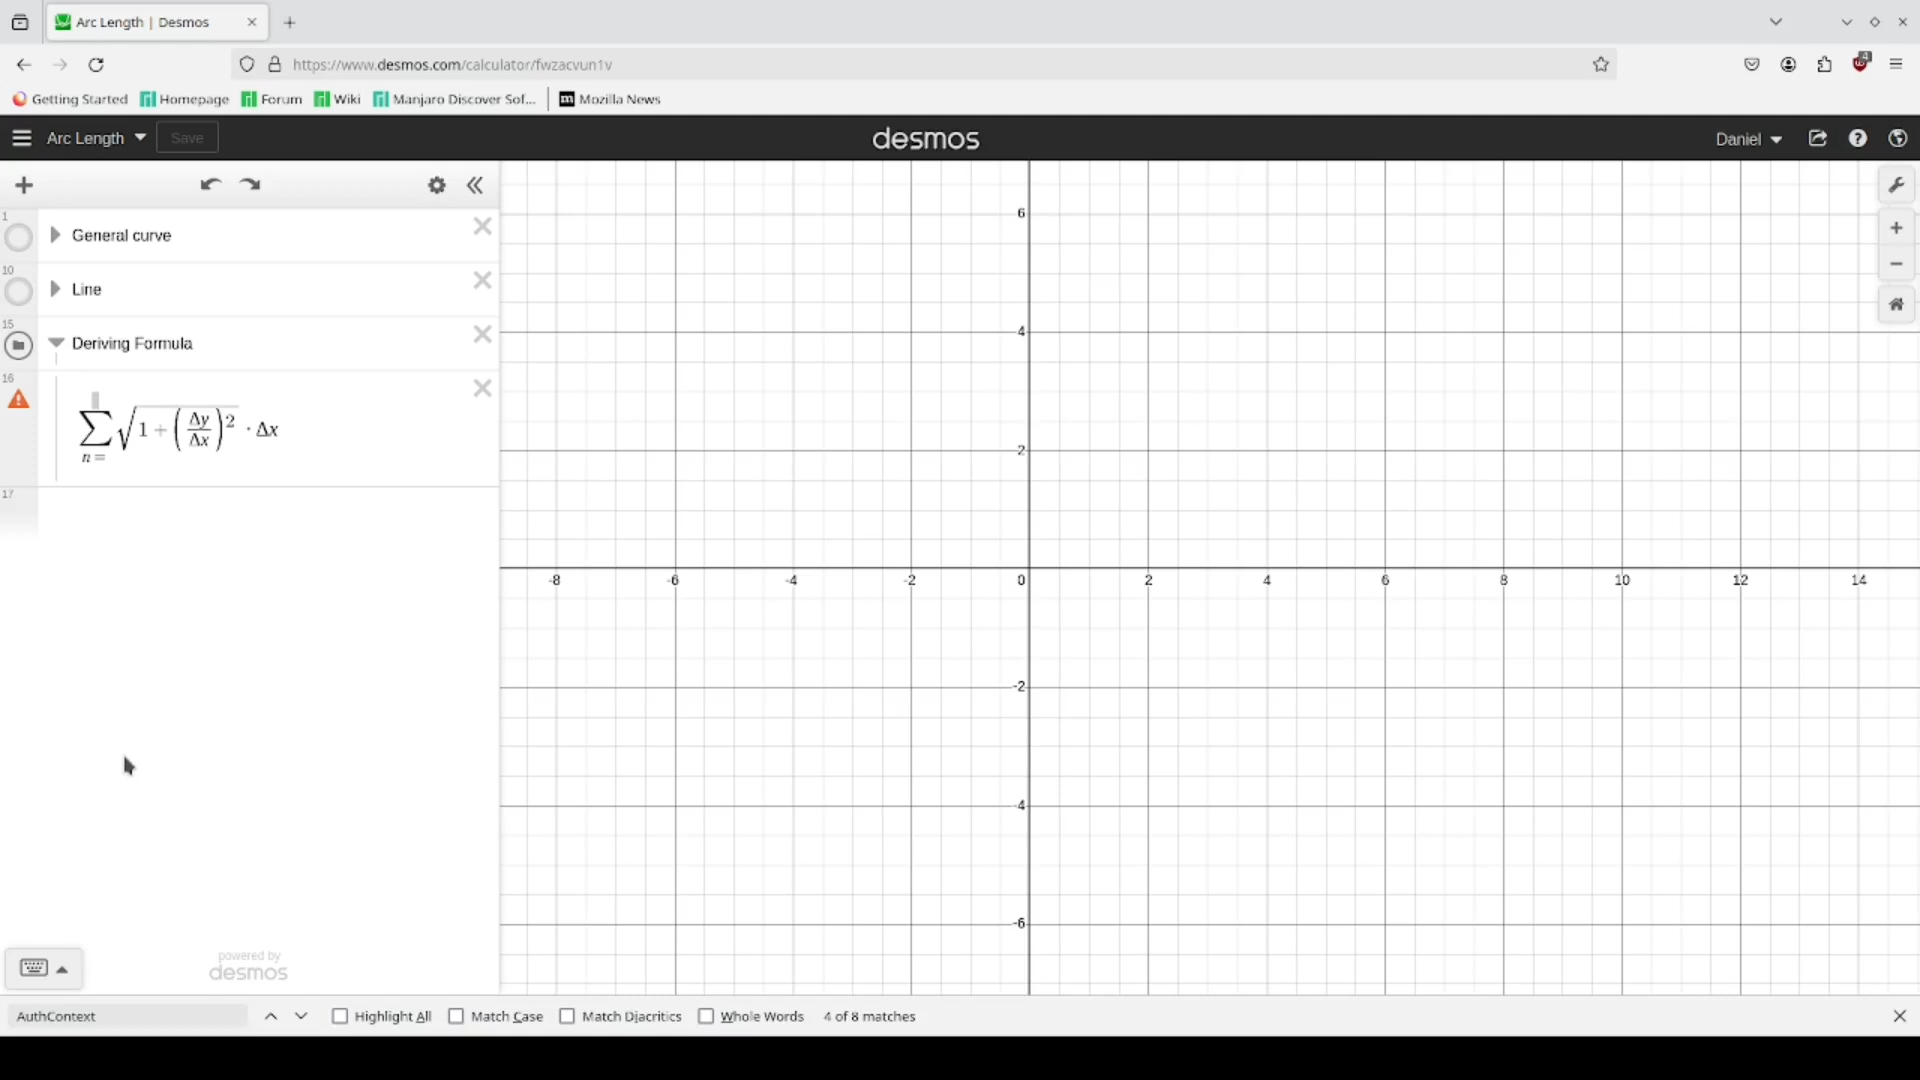 Arc Length | Desmos
https://www.desmos.com/calculator/fwzacvun1v
4
Getting Started Homepage Forum Wiki Manjaro Discover Sof... Mozilla News
Arc Length Save desmos Daniel
1 General curve
10 Line
15 Deriving Formula
16
∑ √1 + (Δy/Δx)² · Δx
n =
17
6
4
2
-8 -6 -4 -2 0 2 4 6 8 10 12 14
-2
-4
-6
powered by
desmos
AuthContext Highlight All Match Case Match Diacritics Whole Words 4 of 8 matches